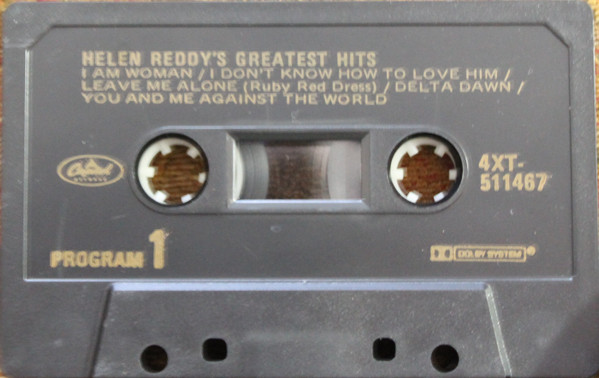 HELEN REDDY'S GREATEST HITS
I AM WOMAN / I DON'T KNOW HOW TO LOVE HIM /
LEAVE ME ALONE (Ruby Red Dress) / DELTA DAWN /
YOU AND ME AGAINST THE WORLD
Capitol
RECORDS
4XT-
511467
PROGRAM 1
DOLBY SYSTEM